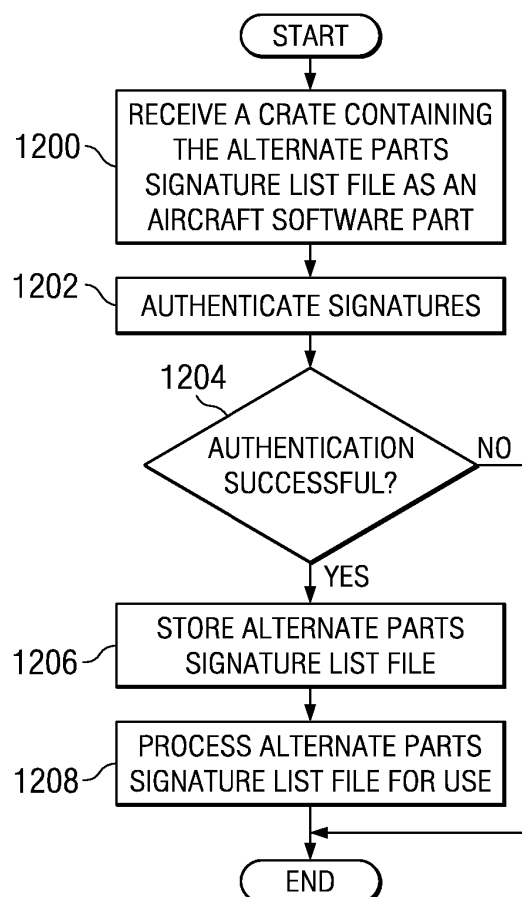 START
1200
RECEIVE A CRATE CONTAINING
THE ALTERNATE PARTS
SIGNATURE LIST FILE AS AN
AIRCRAFT SOFTWARE PART
1202
AUTHENTICATE SIGNATURES
1204
AUTHENTICATION
SUCCESSFUL?
NO
YES
1206
STORE ALTERNATE PARTS
SIGNATURE LIST FILE
1208
PROCESS ALTERNATE PARTS
SIGNATURE LIST FILE FOR USE
END